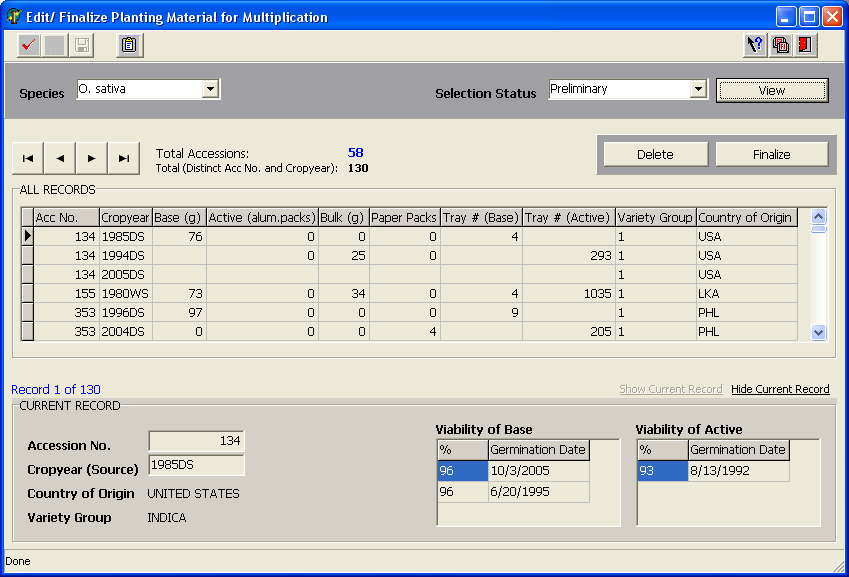 Edit/ Finalize Planting Material for Multiplication
Species O. sativa Selection Status Preliminary View
Total Accessions: 58
Total (Distinct Acc No. and Cropyear): 130
Delete Finalize
ALL RECORDS
Acc No. Cropyear Base (g) Active (alum.packs) Bulk (g) Paper Packs Tray # (Base) Tray # (Active) Variety Group Country of Origin
134 1985DS 76 0 0 0 4 1 USA
134 1994DS 0 25 0 293 1 USA
134 2005DS 1 USA
155 1980WS 73 0 34 0 4 1035 1 LKA
353 1996DS 97 0 0 0 9 1 PHL
353 2004DS 0 0 0 4 205 1 PHL
Record 1 of 130 Show Current Record Hide Current Record
CURRENT RECORD
Viability of Base Viability of Active
Accession No. 134
% Germination Date % Germination Date
Cropyear (Source) 1985DS
96 10/3/2005 93 8/13/1992
Country of Origin UNITED STATES
96 6/20/1995
Variety Group INDICA
Done